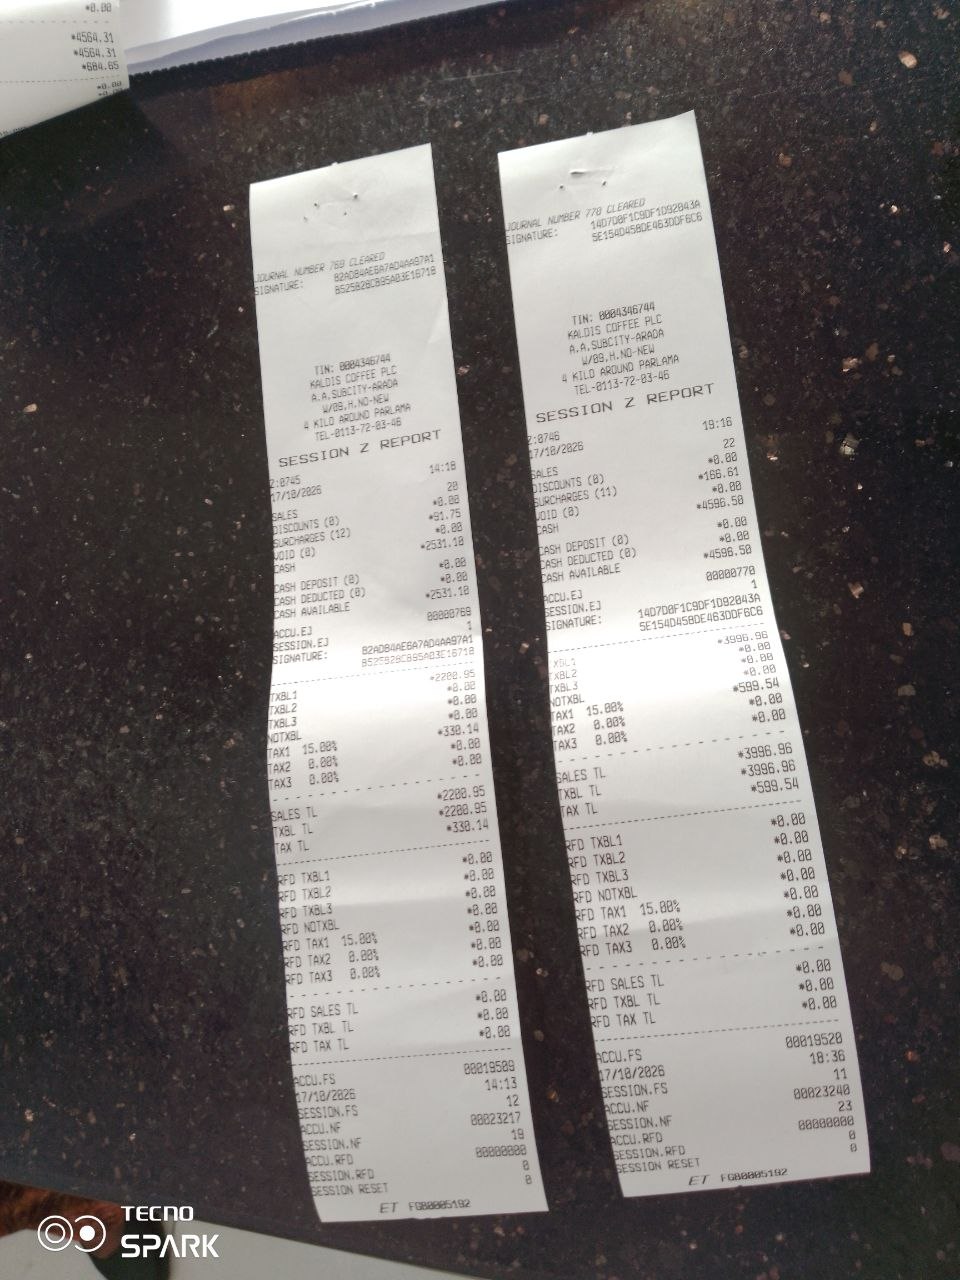 *0.00
*4564.31
*4564.31
*684.65
*0.00
*0.00
JOURNAL NUMBER 769 CLEARED
SIGNATURE: 82ADB4AE6A7AD4AA97A1
B525B28CB95AD3E16718
TIN: 0004346744
KALDIS COFFEE PLC
A.A,SUBCITY-ARADA
W/09,H.NO-NEW
4 KILO AROUND PARLAMA
TEL-0113-72-03-46
SESSION Z REPORT
Z:0745 14:18
17/10/2026
SALES 20
DISCOUNTS (0) *0.00
SURCHARGES (12) *91.75
VOID (0) *0.00
CASH *2531.10
CASH DEPOSIT (0) *0.00
CASH DEDUCTED (0) *0.00
CASH AVAILABLE *2531.10
ACCU.EJ 00000769
SESSION.EJ 1
SIGNATURE: 82ADB4AE6A7AD4AA97A1
B525B28CB95AD3E16718
TXBL1 *2200.95
TXBL2 *0.00
TXBL3 *0.00
NOTXBL *0.00
TAX1 15.00% *330.14
TAX2 0.00% *0.00
TAX3 0.00% *0.00
SALES TL *2200.95
TXBL TL *2200.95
TAX TL *330.14
RFD TXBL1 *0.00
RFD TXBL2 *0.00
RFD TXBL3 *0.00
RFD NOTXBL *0.00
RFD TAX1 15.00% *0.00
RFD TAX2 0.00% *0.00
RFD TAX3 0.00% *0.00
RFD SALES TL *0.00
RFD TXBL TL *0.00
RFD TAX TL *0.00
ACCU.FS 00019509
17/10/2026 14:13
SESSION.FS 12
ACCU.NF 00023217
SESSION.NF 19
ACCU.RFD 00000000
SESSION.RFD 0
SESSION RESET 0
ET FGB0005192
JOURNAL NUMBER 770 CLEARED
SIGNATURE: 14D7D0F1C9DF1D92043A
5E154D458DE463DDF6C6
TIN: 0004346744
KALDIS COFFEE PLC
A.A,SUBCITY-ARADA
W/09,H.NO-NEW
4 KILO AROUND PARLAMA
TEL-0113-72-03-46
SESSION Z REPORT
Z:0746 19:16
17/10/2026
SALES 22
DISCOUNTS (0) *0.00
SURCHARGES (11) *166.61
VOID (0) *0.00
CASH *4596.50
CASH DEPOSIT (0) *0.00
CASH DEDUCTED (0) *0.00
CASH AVAILABLE *4596.50
ACCU.EJ 00000770
SESSION.EJ 1
SIGNATURE: 14D7D0F1C9DF1D92043A
5E154D458DE463DDF6C6
TXBL1 *3996.96
TXBL2 *0.00
TXBL3 *0.00
NOTXBL *0.00
TAX1 15.00% *599.54
TAX2 0.00% *0.00
TAX3 0.00% *0.00
SALES TL *3996.96
TXBL TL *3996.96
TAX TL *599.54
RFD TXBL1 *0.00
RFD TXBL2 *0.00
RFD TXBL3 *0.00
RFD NOTXBL *0.00
RFD TAX1 15.00% *0.00
RFD TAX2 0.00% *0.00
RFD TAX3 0.00% *0.00
RFD SALES TL *0.00
RFD TXBL TL *0.00
RFD TAX TL *0.00
ACCU.FS 00019520
17/10/2026 18:36
SESSION.FS 11
ACCU.NF 00023240
SESSION.NF 23
ACCU.RFD 00000000
SESSION.RFD 0
SESSION RESET 0
ET FGB0005192
TECNO
SPARK